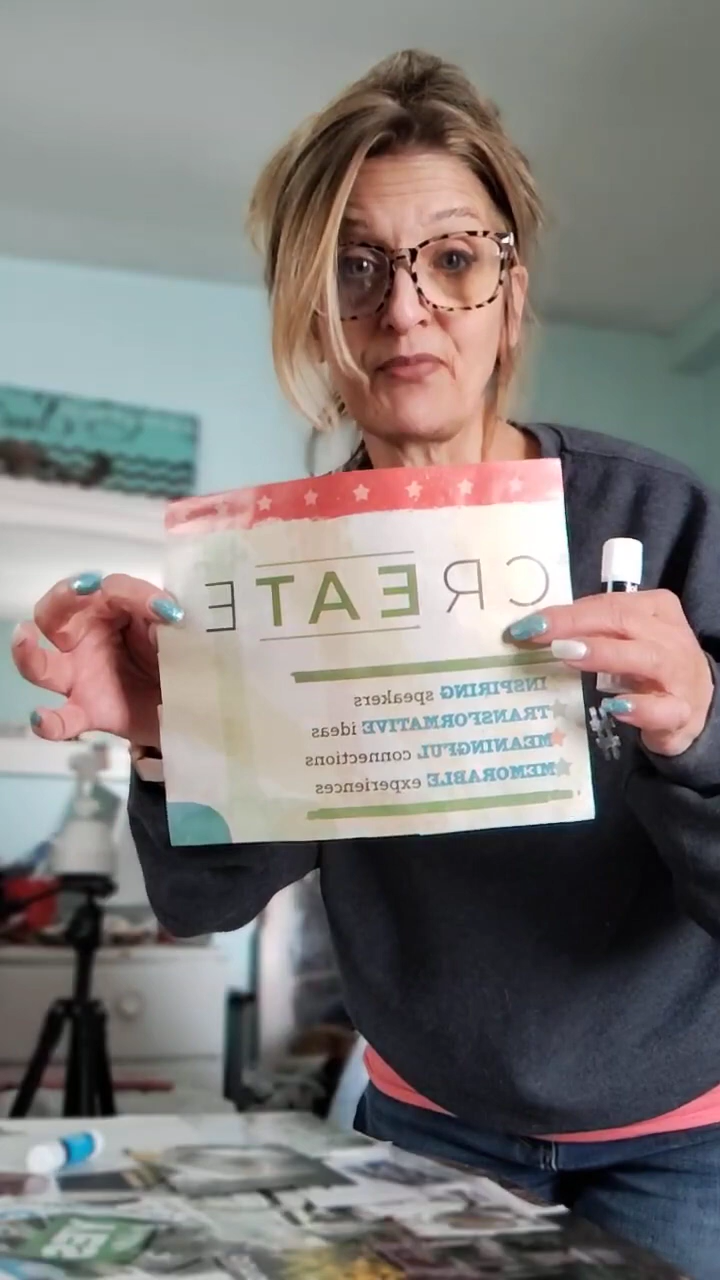 CREATE
INSPIRING speakers
TRANSFORMATIVE ideas
MEANINGFUL connections
MEMORABLE experiences